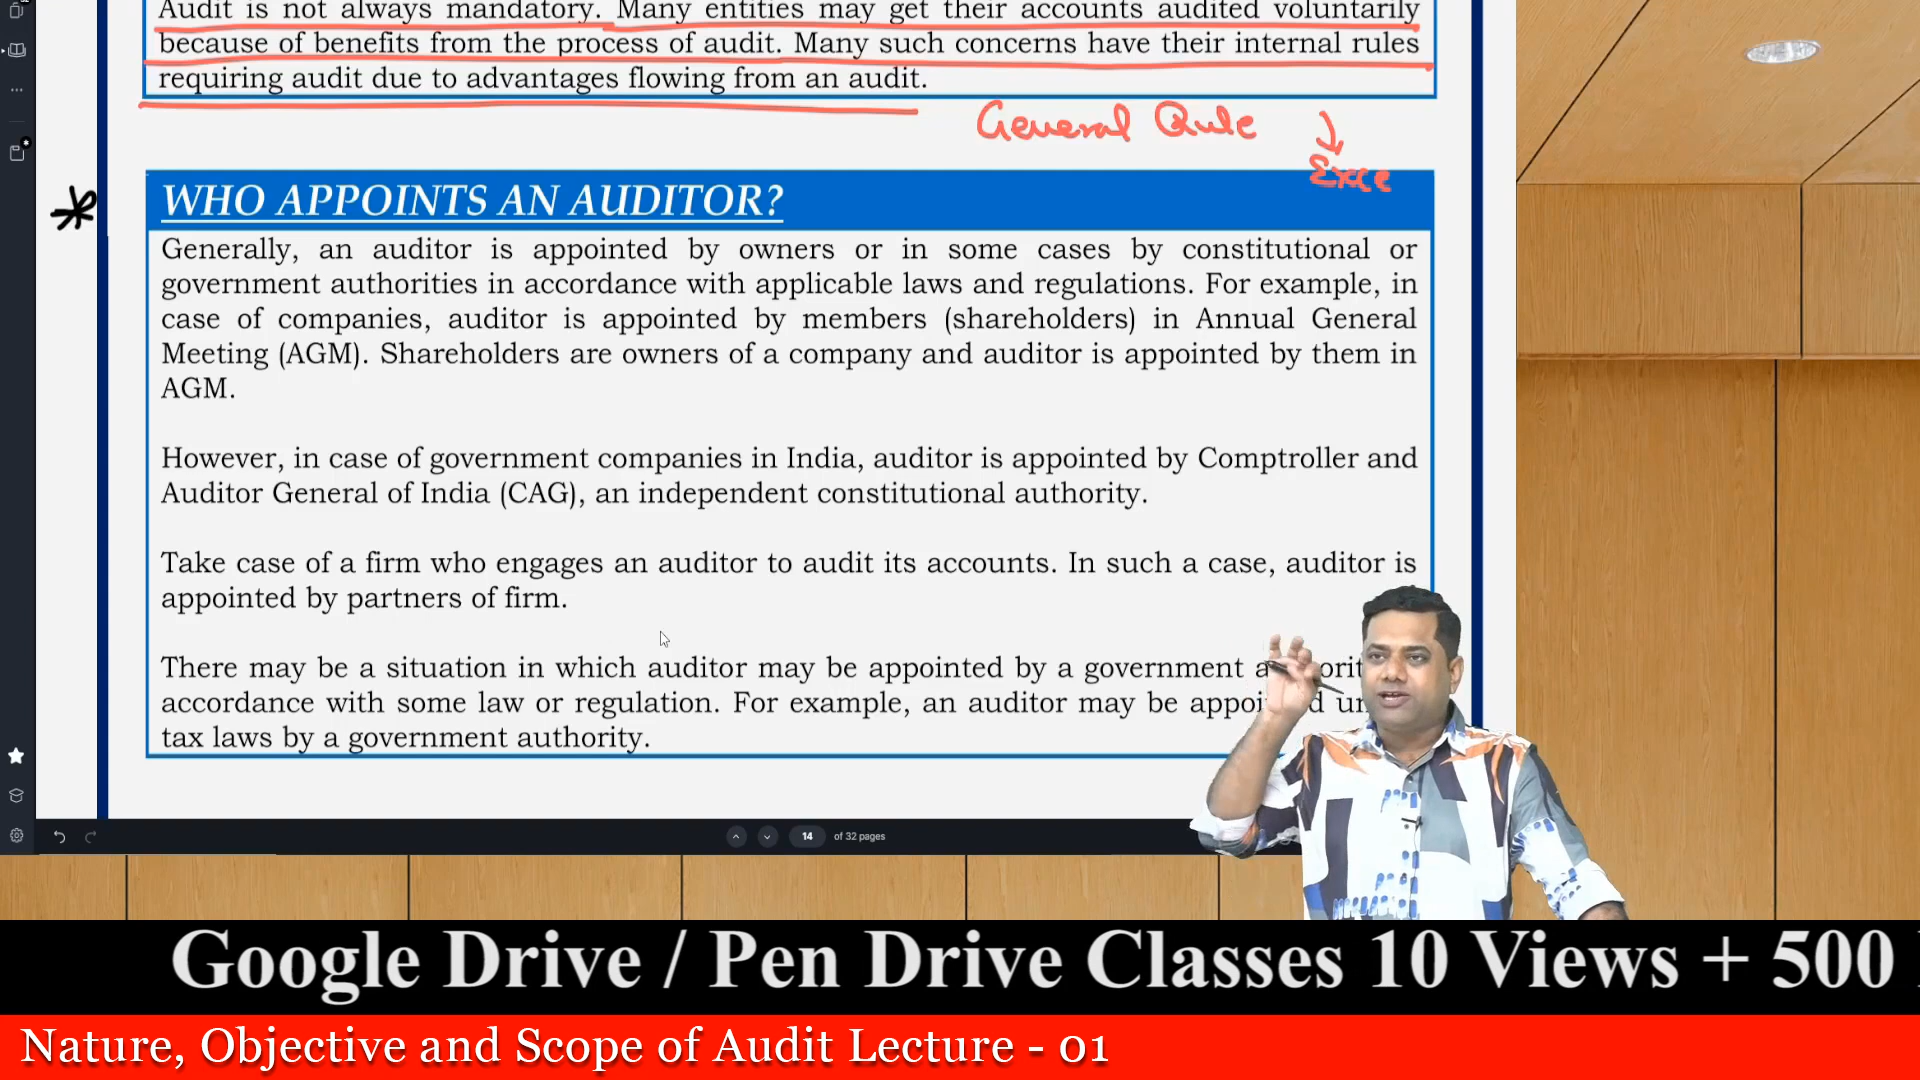 Audit is not always mandatory. Many entities may get their accounts audited voluntarily
because of benefits from the process of audit. Many such concerns have their internal rules
requiring audit due to advantages flowing from an audit.
General Rule
Exce
WHO APPOINTS AN AUDITOR?
Generally, an auditor is appointed by owners or in some cases by constitutional or
government authorities in accordance with applicable laws and regulations. For example, in
case of companies, auditor is appointed by members (shareholders) in Annual General
Meeting (AGM). Shareholders are owners of a company and auditor is appointed by them in
AGM.
However, in case of government companies in India, auditor is appointed by Comptroller and
Auditor General of India (CAG), an independent constitutional authority.
Take case of a firm who engages an auditor to audit its accounts. In such a case, auditor is
appointed by partners of firm.
There may be a situation in which auditor may be appointed by a government
accordance with some law or regulation. For example, an auditor may be
tax laws by a government authority.
14 of 32 pages
Google Drive / Pen Drive Classes 10 Views + 500
Nature, Objective and Scope of Audit Lecture - 01